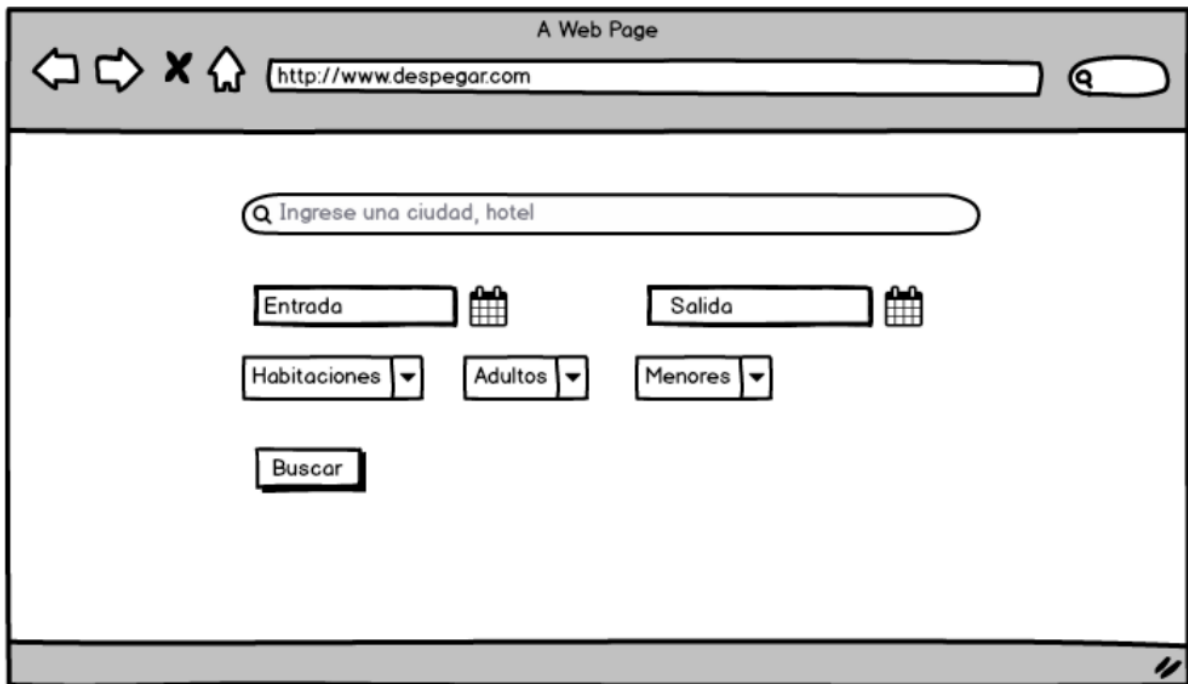 A Web Page
http://www.despegar.com
Ingrese una ciudad, hotel
Entrada
Salida
Habitaciones
Adultos
Menores
Buscar